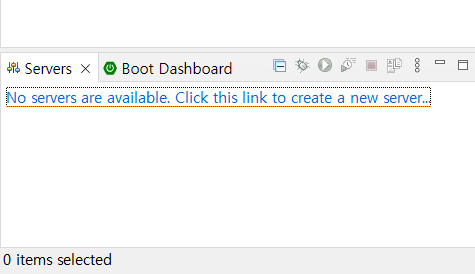 Servers
Boot Dashboard
No servers are available. Click this link to create a new server...
0 items selected